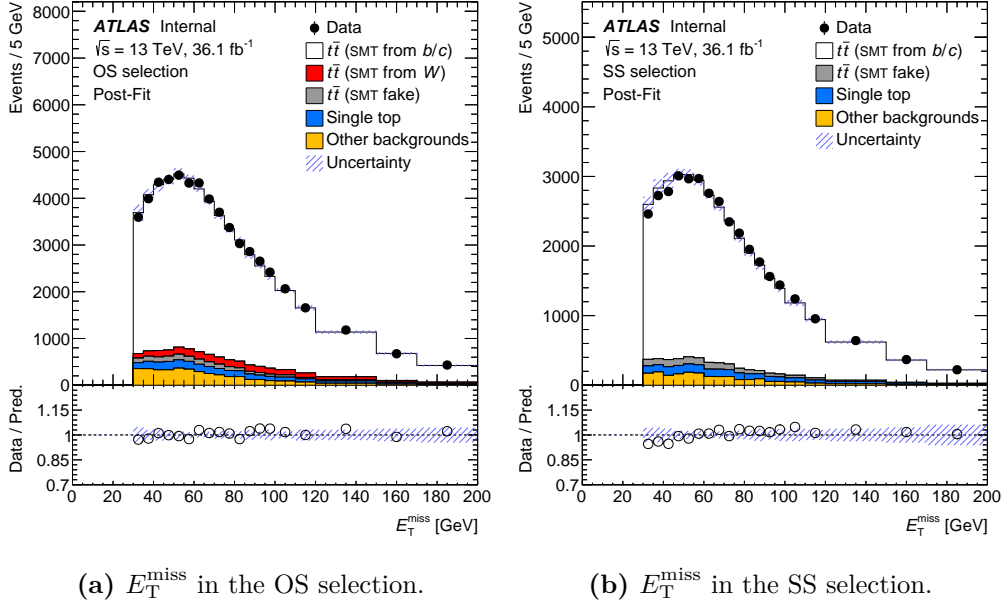 Events / 5 GeV
8000
7000
6000
5000
4000
3000
2000
1000
0
ATLAS Internal
√s = 13 TeV, 36.1 fb-1
OS selection
Post-Fit
Data
tt̄ (SMT from b/c)
tt̄ (SMT from W)
tt̄ (SMT fake)
Single top
Other backgrounds
Uncertainty
Data / Pred.
1.15
1
0.85
0.7
0 20 40 60 80 100 120 140 160 180 200
E_T^miss [GeV]
(a) E_T^miss in the OS selection.
Events / 5 GeV
5000
4000
3000
2000
1000
0
ATLAS Internal
√s = 13 TeV, 36.1 fb-1
SS selection
Post-Fit
Data
tt̄ (SMT from b/c)
tt̄ (SMT fake)
Single top
Other backgrounds
Uncertainty
Data / Pred.
1.15
1
0.85
0.7
0 20 40 60 80 100 120 140 160 180 200
E_T^miss [GeV]
(b) E_T^miss in the SS selection.